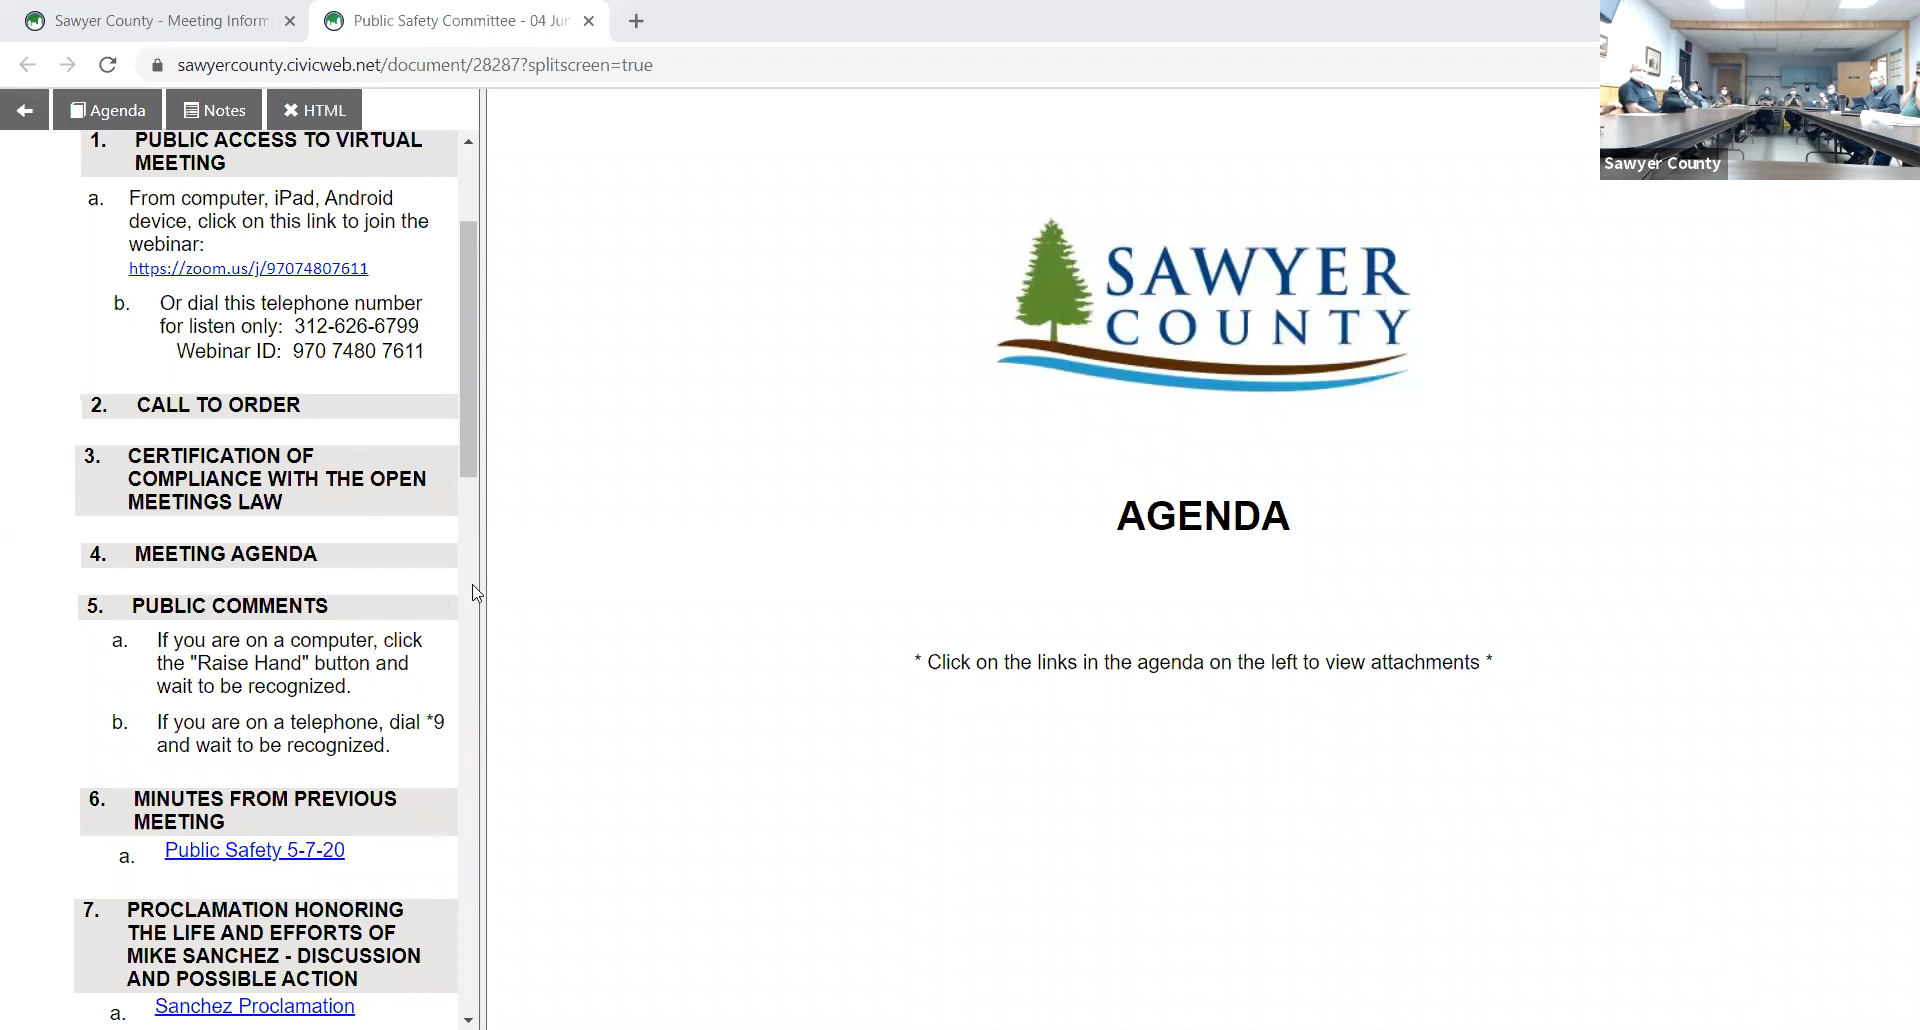 Sawyer County - Meeting Inform
Public Safety Committee - 04 Jun
sawyercounty.civicweb.net/document/28287?splitscreen=true
Agenda
Notes
HTML
1. PUBLIC ACCESS TO VIRTUAL
MEETING
a. From computer, iPad, Android
device, click on this link to join the
webinar:
https://zoom.us/j/97074807611
b. Or dial this telephone number
for listen only: 312-626-6799
Webinar ID: 970 7480 7611
2. CALL TO ORDER
3. CERTIFICATION OF
COMPLIANCE WITH THE OPEN
MEETINGS LAW
4. MEETING AGENDA
5. PUBLIC COMMENTS
a. If you are on a computer, click
the "Raise Hand" button and
wait to be recognized.
b. If you are on a telephone, dial *9
and wait to be recognized.
6. MINUTES FROM PREVIOUS
MEETING
a. Public Safety 5-7-20
7. PROCLAMATION HONORING
THE LIFE AND EFFORTS OF
MIKE SANCHEZ - DISCUSSION
AND POSSIBLE ACTION
a. Sanchez Proclamation
SAWYER
COUNTY
AGENDA
* Click on the links in the agenda on the left to view attachments *
Sawyer County